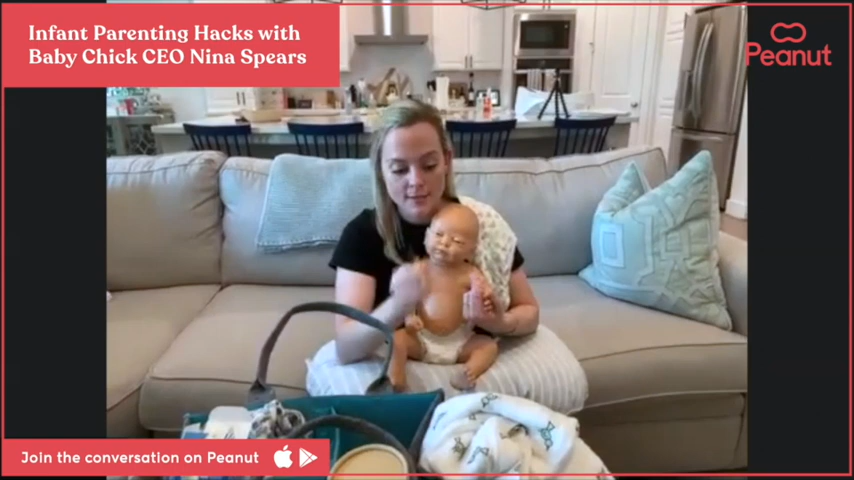 Infant Parenting Hacks with
Baby Chick CEO Nina Spears
Peanut
Join the conversation on Peanut